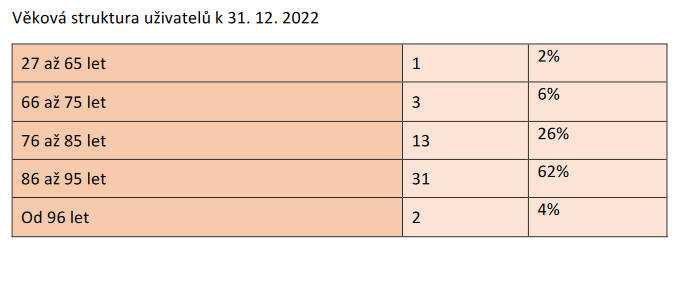 Věková struktura uživatelů k 31. 12. 2022
27 až 65 let 1 2%
66 až 75 let 3 6%
76 až 85 let 13 26%
86 až 95 let 31 62%
Od 96 let 2 4%